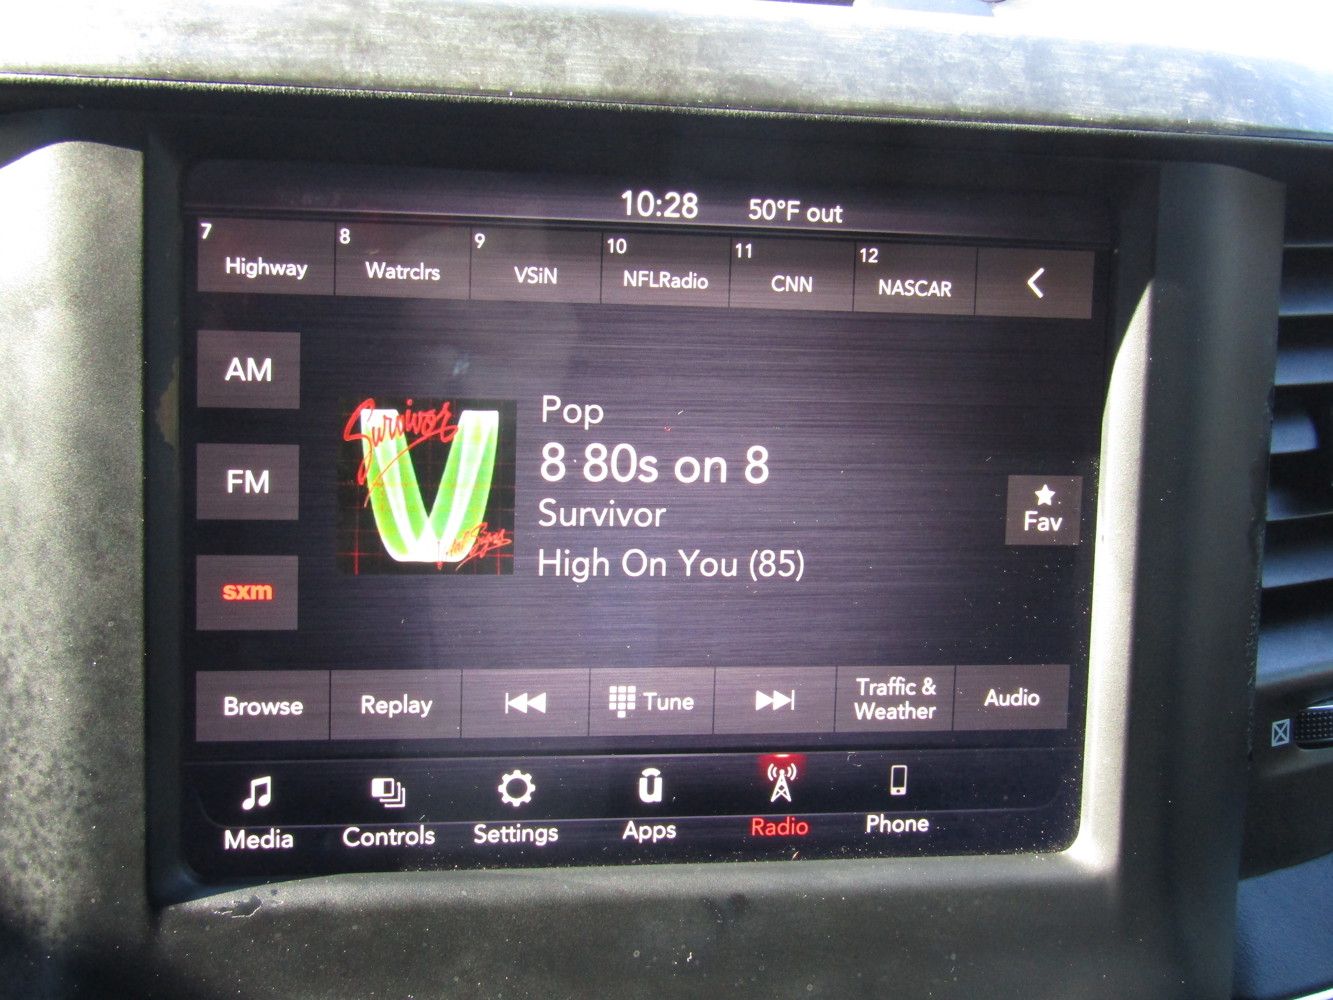 10:28 50°F out
7 Highway 8 Watrclrs 9 VSiN 10 NFLRadio 11 CNN 12 NASCAR
AM
FM
sxm
Survivor
Vital Signs
Pop
8 80s on 8
Survivor
High On You (85)
Fav
Browse Replay Tune Traffic & Weather Audio
Media Controls Settings Apps Radio Phone